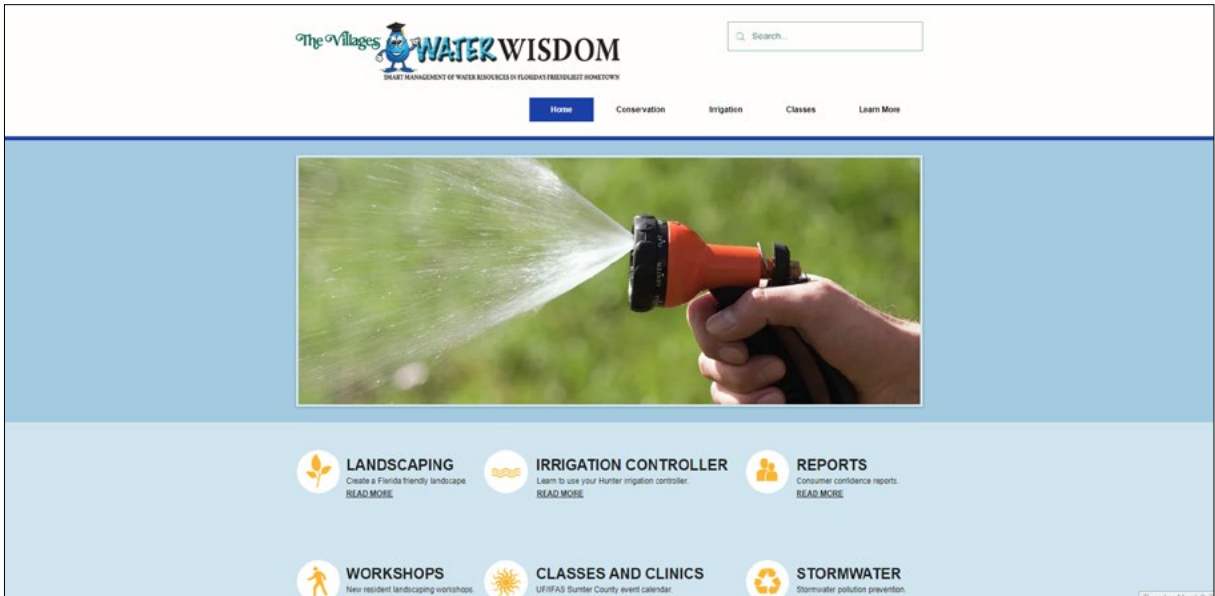 The Villages WATER WISDOM
SMART MANAGEMENT OF WATER RESOURCES IN FLORIDA'S FRIENDLIEST HOMETOWN
Search...
Home Conservation Irrigation Classes Learn More
LANDSCAPING
Create a Florida friendly landscape.
READ MORE
IRRIGATION CONTROLLER
Learn to use your Hunter irrigation controller.
READ MORE
REPORTS
Consumer confidence reports.
READ MORE
WORKSHOPS
New resident landscaping workshops.
CLASSES AND CLINICS
UF/IFAS Sumter County event calendar.
STORMWATER
Stormwater pollution prevention.